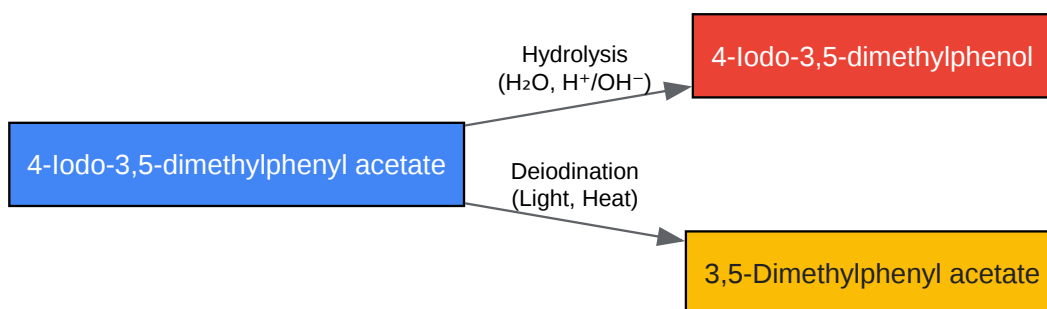 Hydrolysis
(H₂O, H⁺/OH⁻)
4-Iodo-3,5-dimethylphenol
4-Iodo-3,5-dimethylphenyl acetate
Deiodination
(Light, Heat)
3,5-Dimethylphenyl acetate